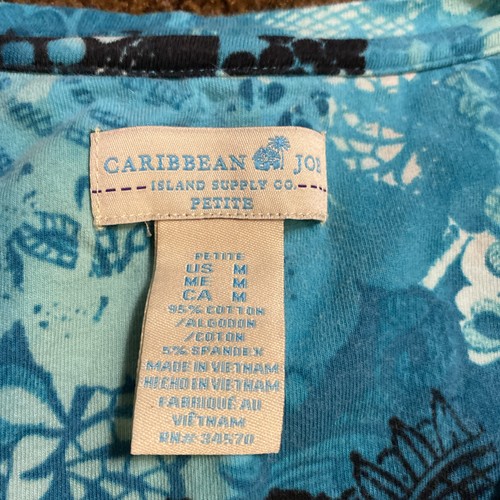 CARIBBEAN JOE
ISLAND SUPPLY CO.
PETITE
PETITE
US M
ME M
CA M
95% COTTON
/ALGODON
/COTON
5% SPANDEX
MADE IN VIETNAM
HECHO EN VIETNAM
FABRIQUÉ AU
VIÊTNAM
RN# 34570